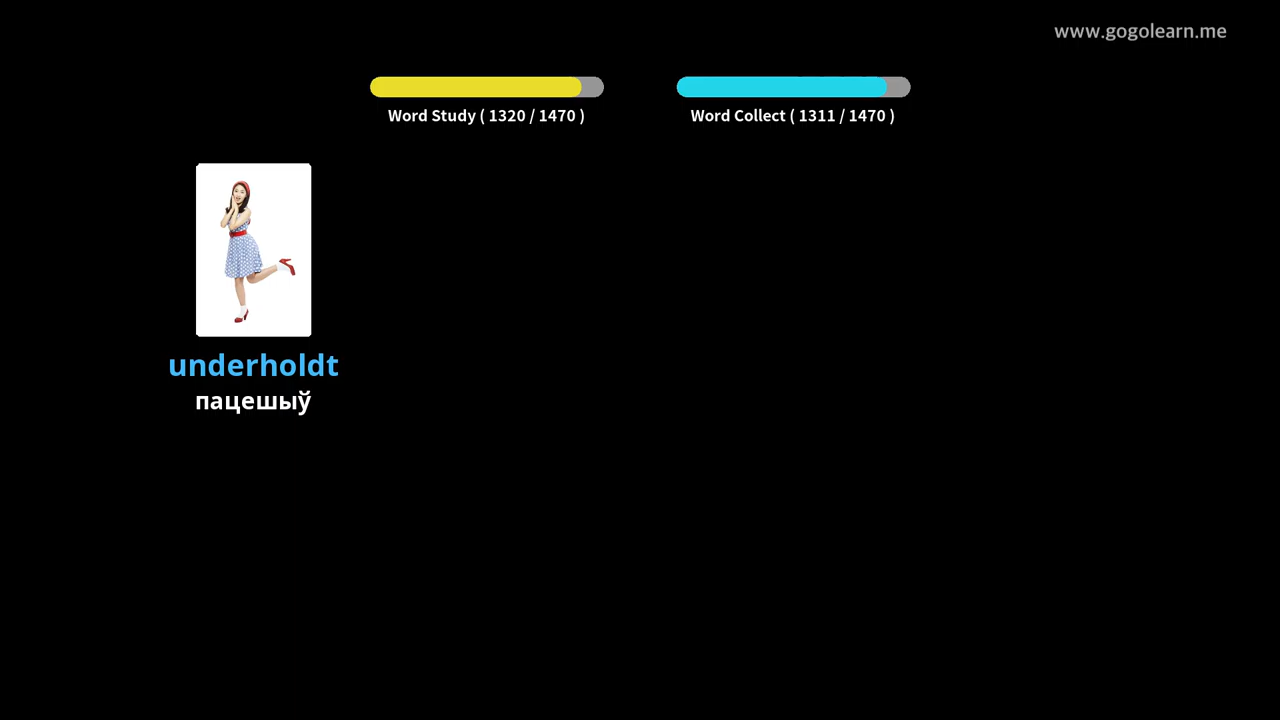 www.gogolearn.me
Word Study ( 1320 / 1470 )
Word Collect ( 1311 / 1470 )
underholdt
пацешыў